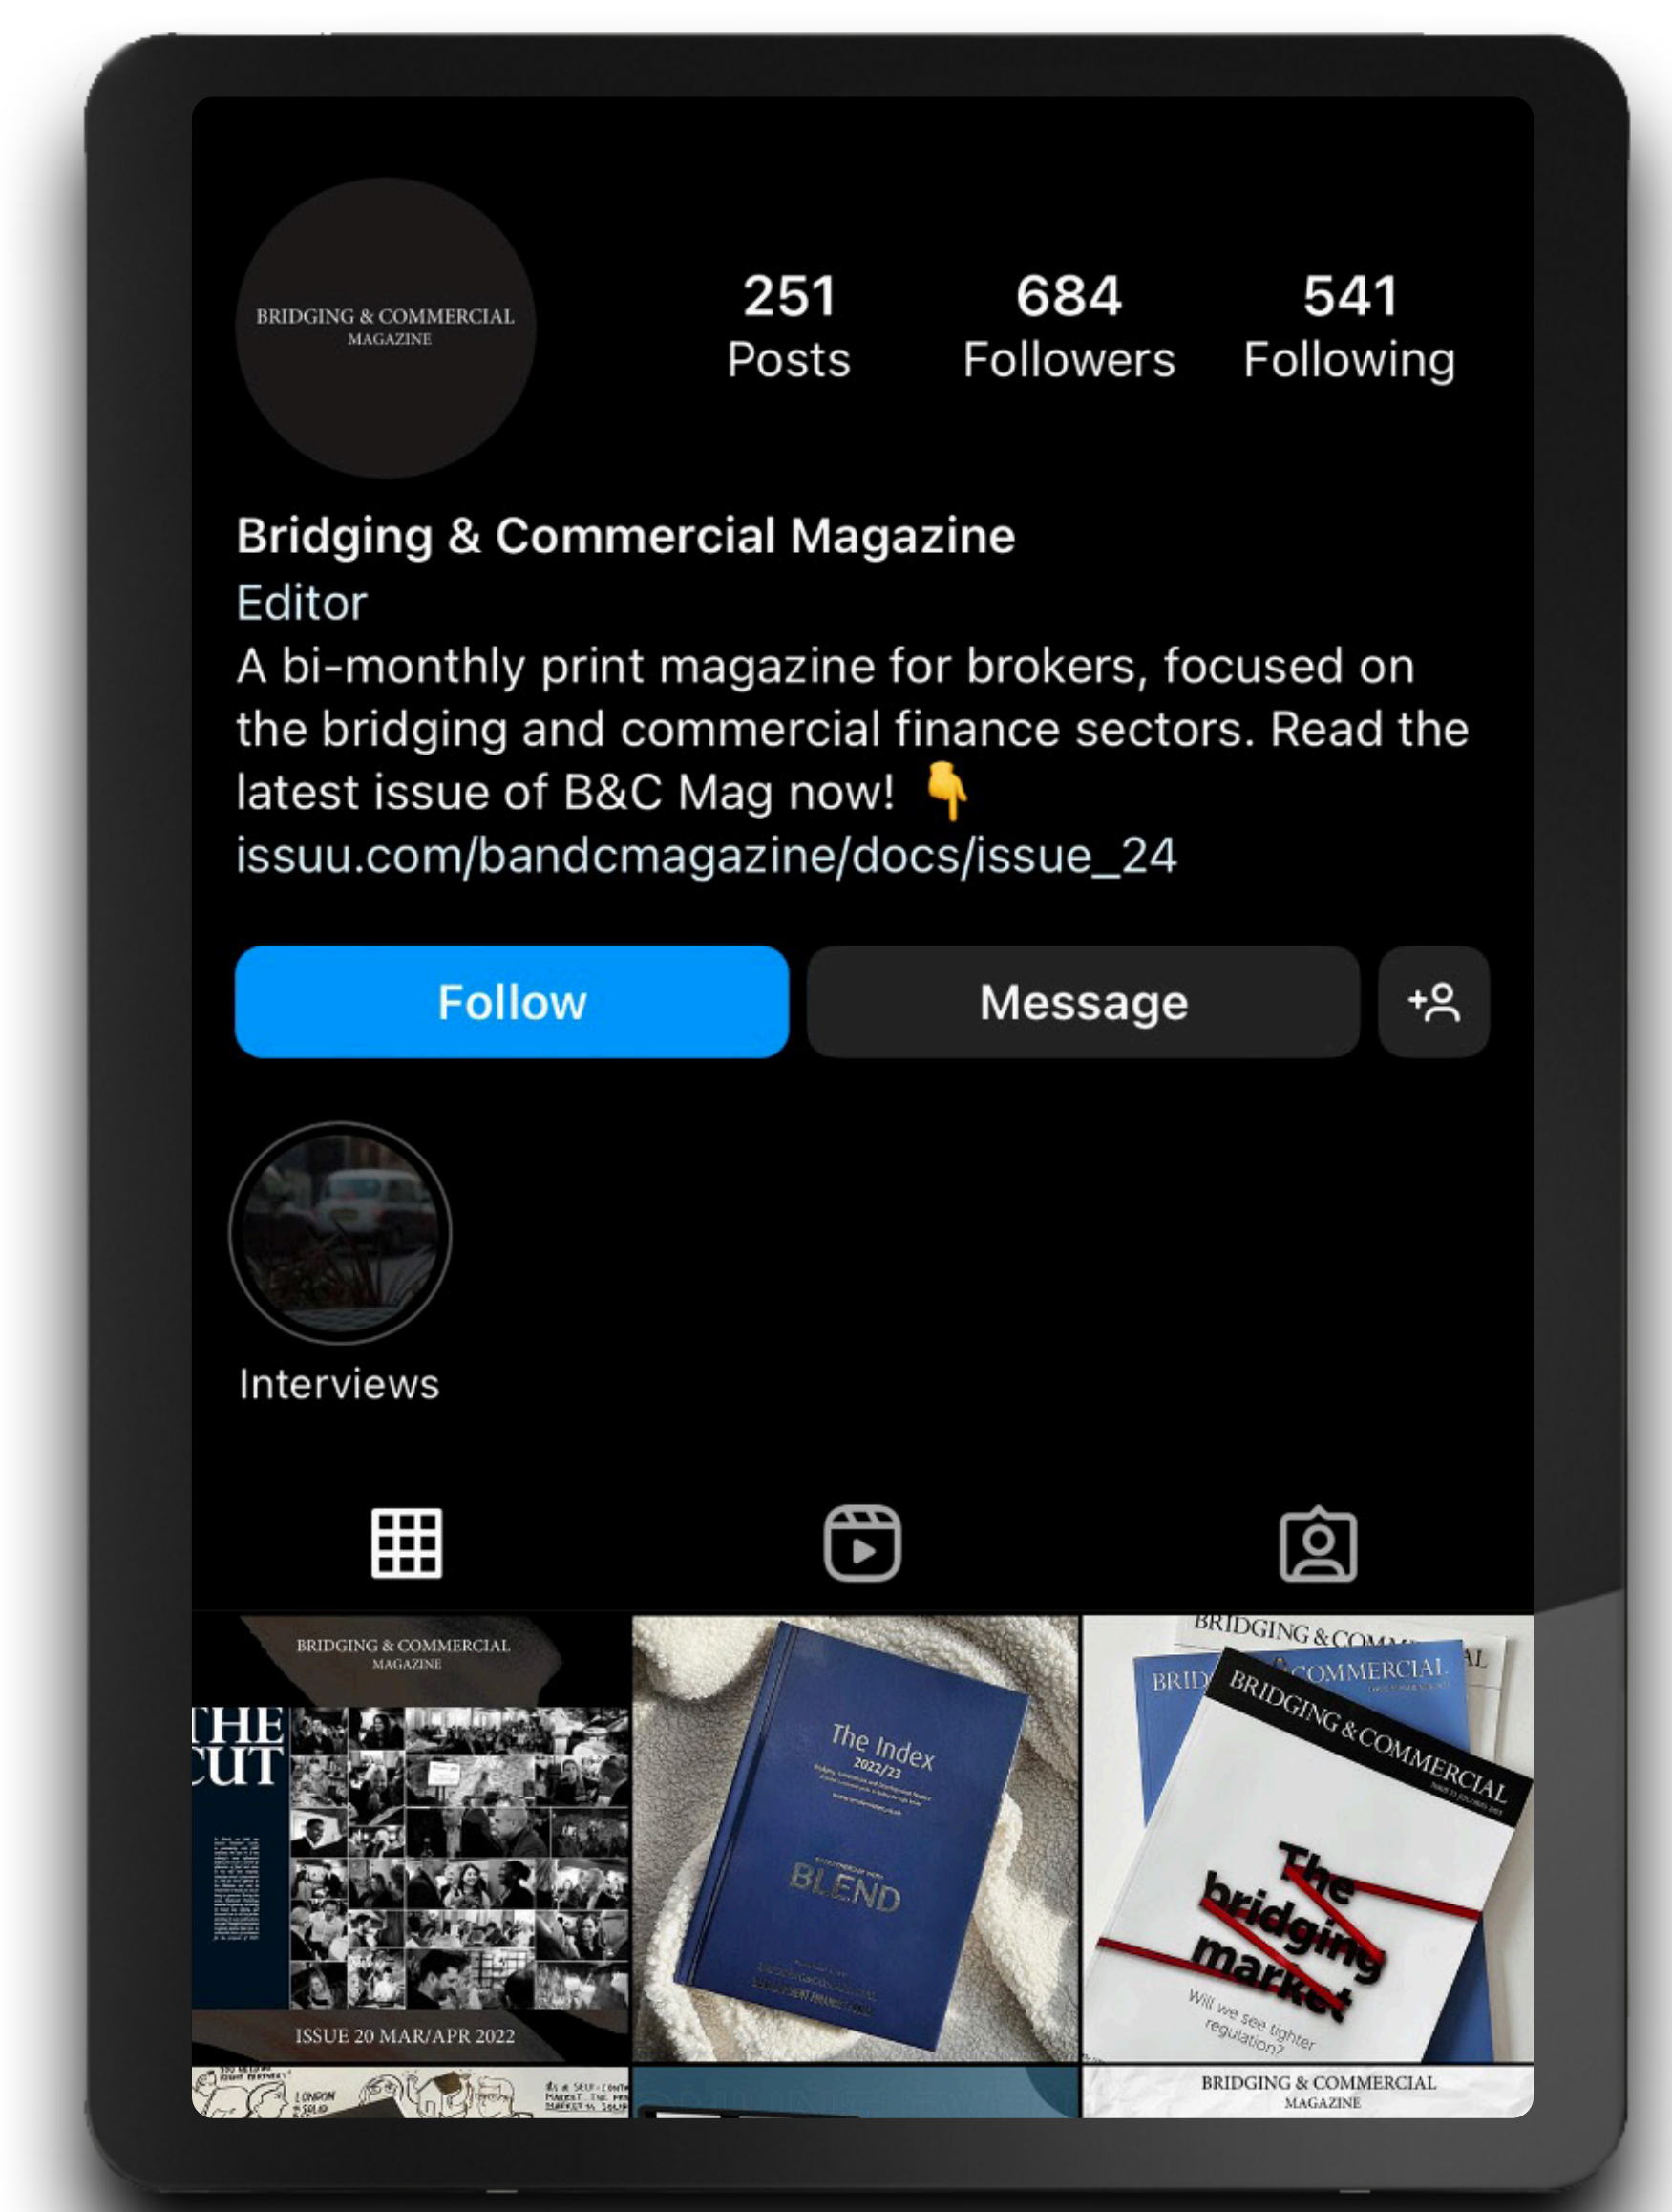 BRIDGING & COMMERCIAL
MAGAZINE
251
Posts
684
Followers
541
Following
Bridging & Commercial Magazine
Editor
A bi-monthly print magazine for brokers, focused on
the bridging and commercial finance sectors. Read the
latest issue of B&C Mag now! 👇
issuu.com/bandcmagazine/docs/issue_24
Follow
Message
Interviews
BRIDGING & COMMERCIAL
MAGAZINE
THE
CUT
ISSUE 20 MAR/APR 2022
The Index
2022/23
BLEND
BRIDGING & COMMERCIAL
The
bridging
market
Will we see tighter
regulation?
LONDON
BRIDGING & COMMERCIAL
MAGAZINE